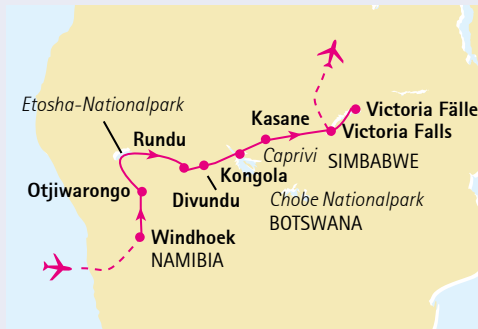 Etosha-Nationalpark
Rundu
Kasane
Victoria Fälle
Victoria Falls
Caprivi
SIMBABWE
Kongola
Otjiwarongo
Divundu
Chobe Nationalpark
BOTSWANA
Windhoek
NAMIBIA